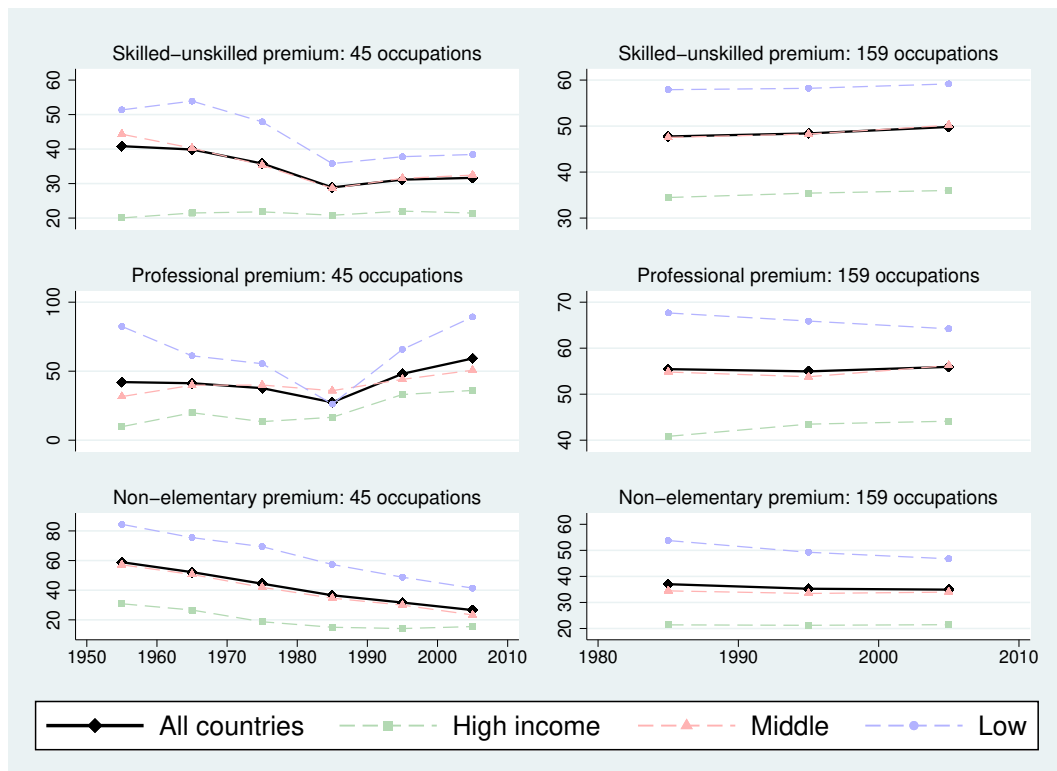 Skilled−unskilled premium: 45 occupations
60
50
40
30
20
Skilled−unskilled premium: 159 occupations
60
50
40
30
Professional premium: 45 occupations
100
50
0
Professional premium: 159 occupations
70
60
50
40
Non−elementary premium: 45 occupations
80
60
40
20
1950 1960 1970 1980 1990 2000 2010
Non−elementary premium: 159 occupations
60
50
40
30
20
1980 1990 2000 2010
All countries High income Middle Low